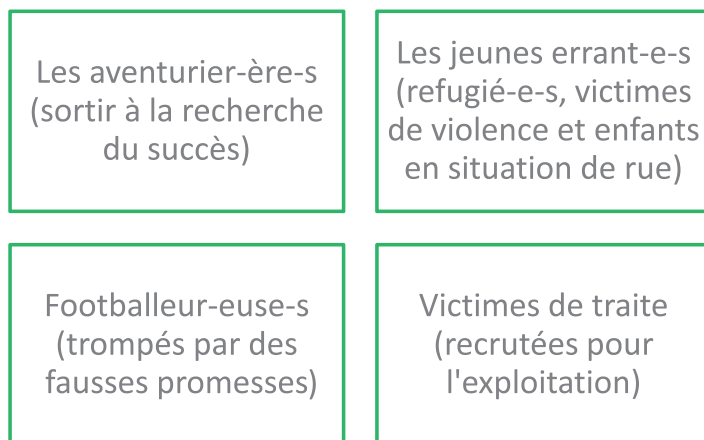 Les aventurier-ère-s
(sortir à la recherche
du succès)
Les jeunes errant-e-s
(refugié-e-s, victimes
de violence et enfants
en situation de rue)
Footballeur-euse-s
(trompés par des
fausses promesses)
Victimes de traite
(recrutées pour
l'exploitation)